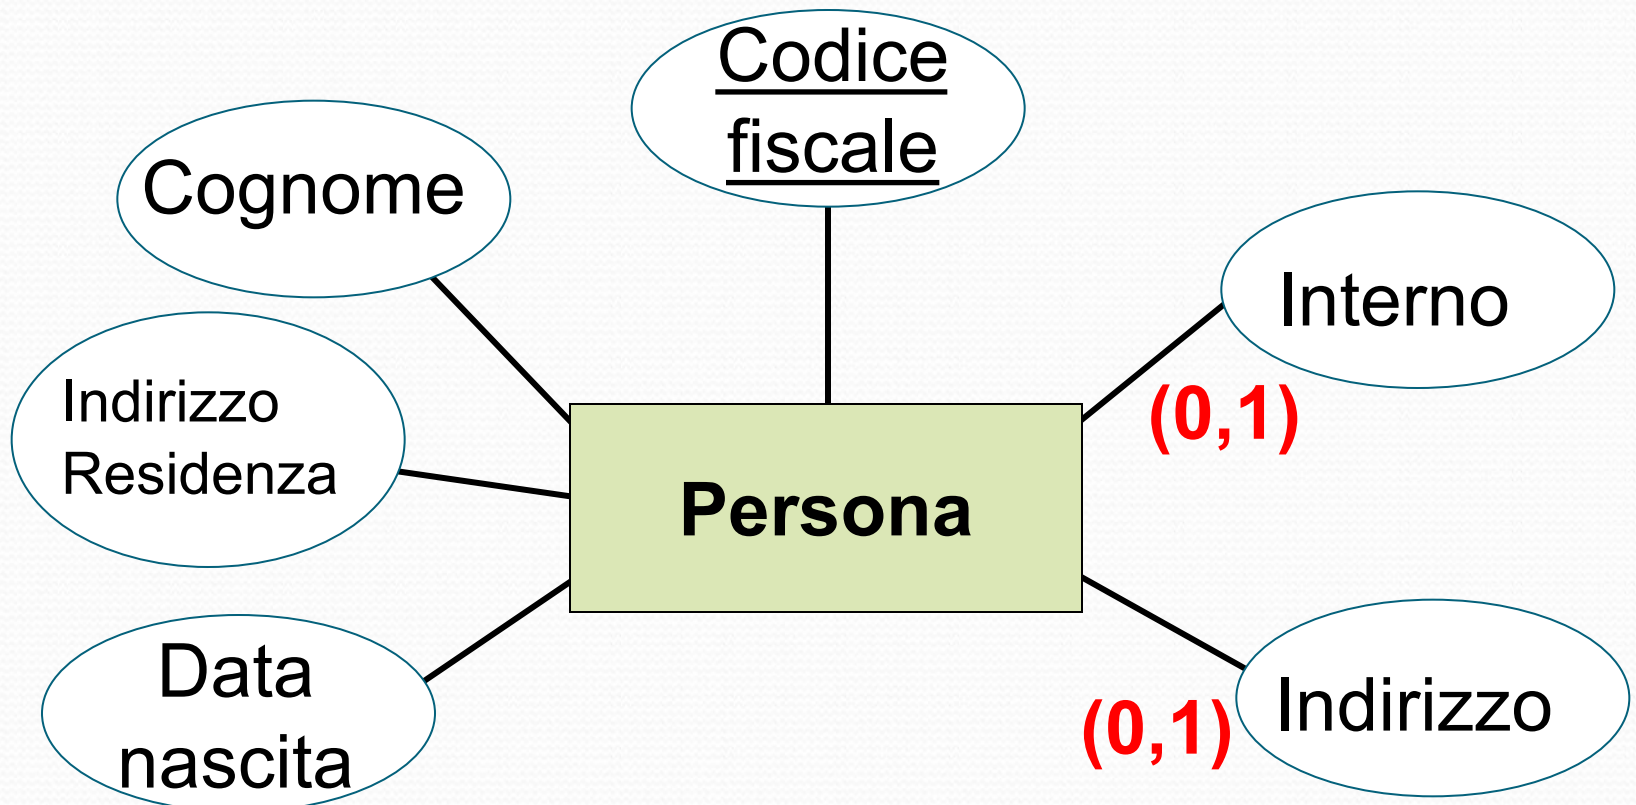 Codice
fiscale
Cognome
Interno
(0,1)
Indirizzo
Residenza
Persona
Data
nascita
(0,1)
Indirizzo